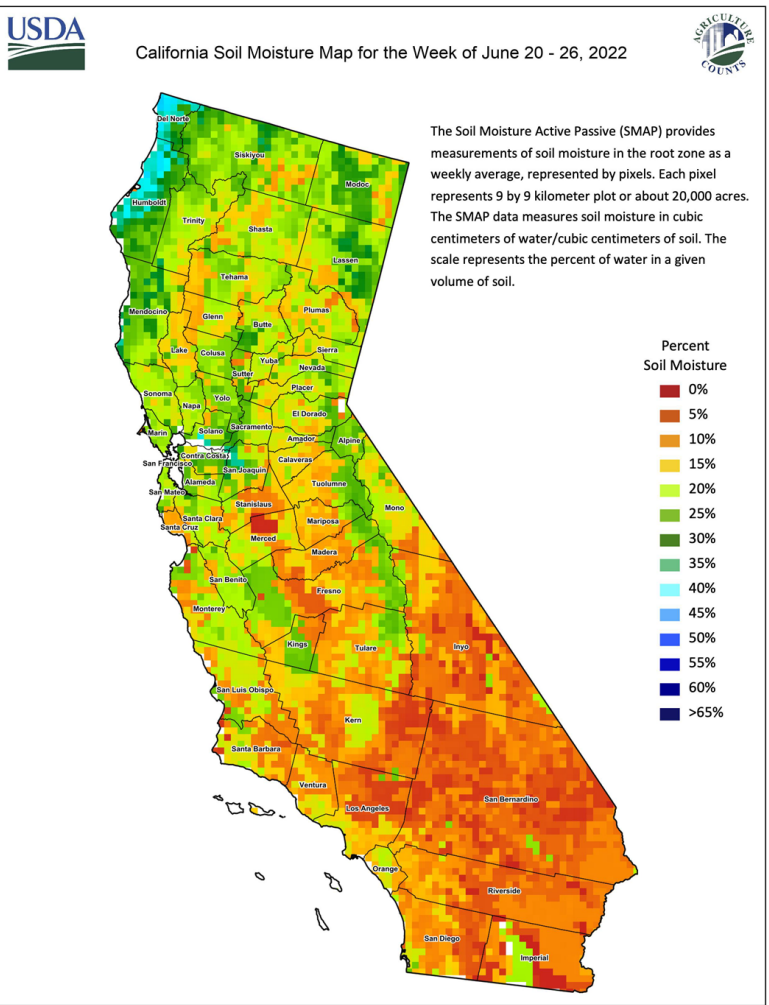 USDA
California Soil Moisture Map for the Week of June 20 - 26, 2022
AGRICULTURE
COUNTS
The Soil Moisture Active Passive (SMAP) provides
measurements of soil moisture in the root zone as a
weekly average, represented by pixels. Each pixel
represents 9 by 9 kilometer plot or about 20,000 acres.
The SMAP data measures soil moisture in cubic
centimeters of water/cubic centimeters of soil. The
scale represents the percent of water in a given
volume of soil.
Percent
Soil Moisture
0%
5%
10%
15%
20%
25%
30%
35%
40%
45%
50%
55%
60%
>65%
Del Norte
Siskiyou
Modoc
Humboldt
Trinity
Shasta
Lassen
Tehama
Mendocino
Glenn
Plumas
Butte
Lake
Colusa
Sierra
Yuba
Nevada
Sutter
Placer
Sonoma
Yolo
Napa
El Dorado
Sacramento
Solano
Marin
Amador
Alpine
Contra Costa
Calaveras
San Francisco
San Joaquin
Alameda
Tuolumne
San Mateo
Stanislaus
Mono
Santa Clara
Mariposa
Santa Cruz
Merced
Madera
San Benito
Fresno
Monterey
Kings
Tulare
Inyo
San Luis Obispo
Kern
Santa Barbara
Ventura
San Bernardino
Los Angeles
Orange
Riverside
San Diego
Imperial